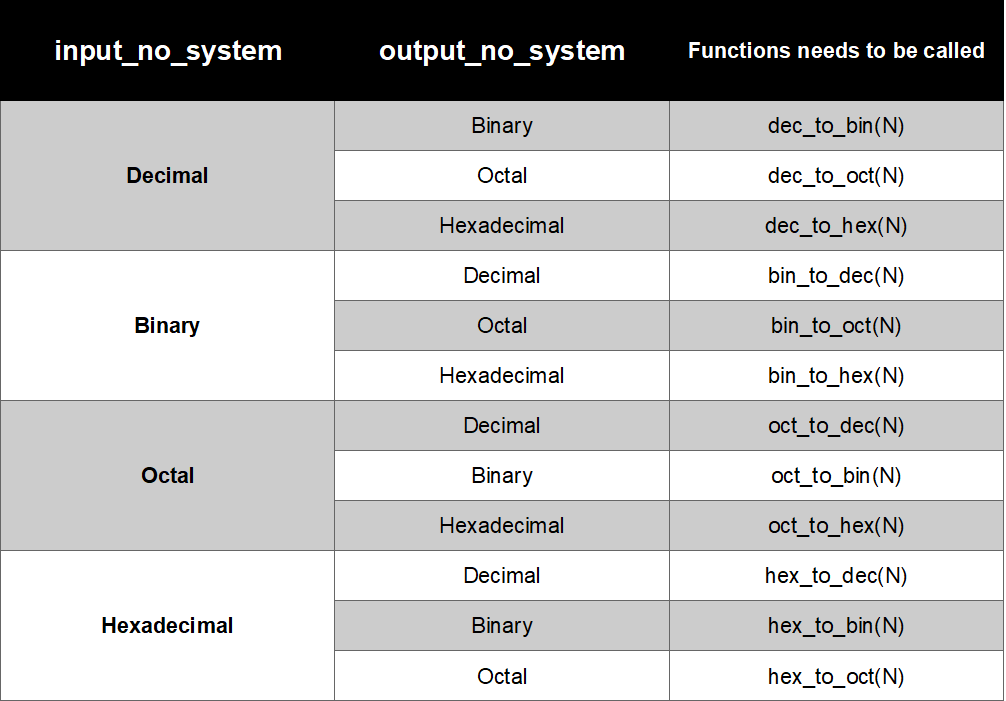 input_no_system output_no_system Functions needs to be called
Decimal Binary dec_to_bin(N)
Octal dec_to_oct(N)
Hexadecimal dec_to_hex(N)
Binary Decimal bin_to_dec(N)
Octal bin_to_oct(N)
Hexadecimal bin_to_hex(N)
Octal Decimal oct_to_dec(N)
Binary oct_to_bin(N)
Hexadecimal oct_to_hex(N)
Hexadecimal Decimal hex_to_dec(N)
Binary hex_to_bin(N)
Octal hex_to_oct(N)